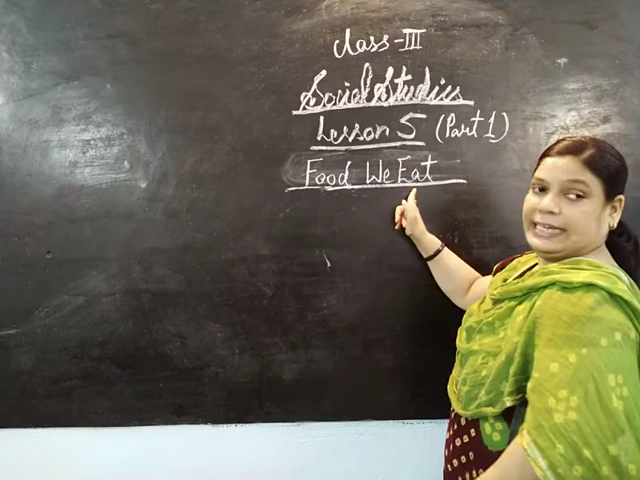 Class-III
Social Studies
Lesson 5 (Part 1)
Food We Eat